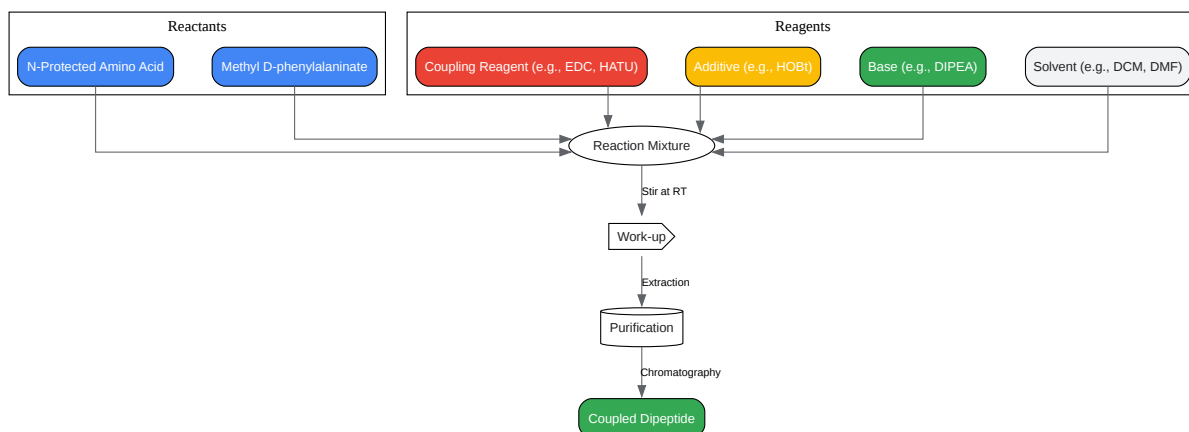 Reactants
Reagents
N-Protected Amino Acid
Methyl D-phenylalaninate
Coupling Reagent (e.g., EDC, HATU)
Additive (e.g., HOBt)
Base (e.g., DIPEA)
Solvent (e.g., DCM, DMF)
Reaction Mixture
Stir at RT
Work-up
Extraction
Purification
Chromatography
Coupled Dipeptide